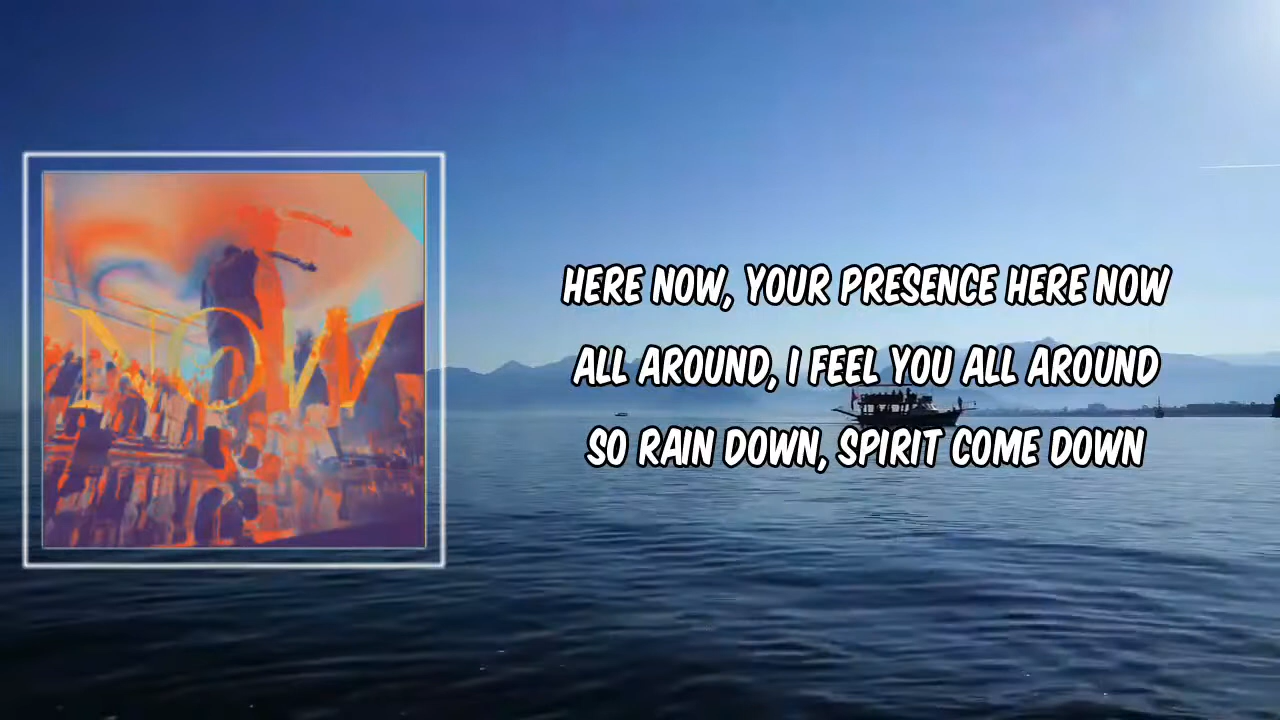 NOW
HERE NOW, YOUR PRESENCE HERE NOW
ALL AROUND, I FEEL YOU ALL AROUND
SO RAIN DOWN, SPIRIT COME DOWN